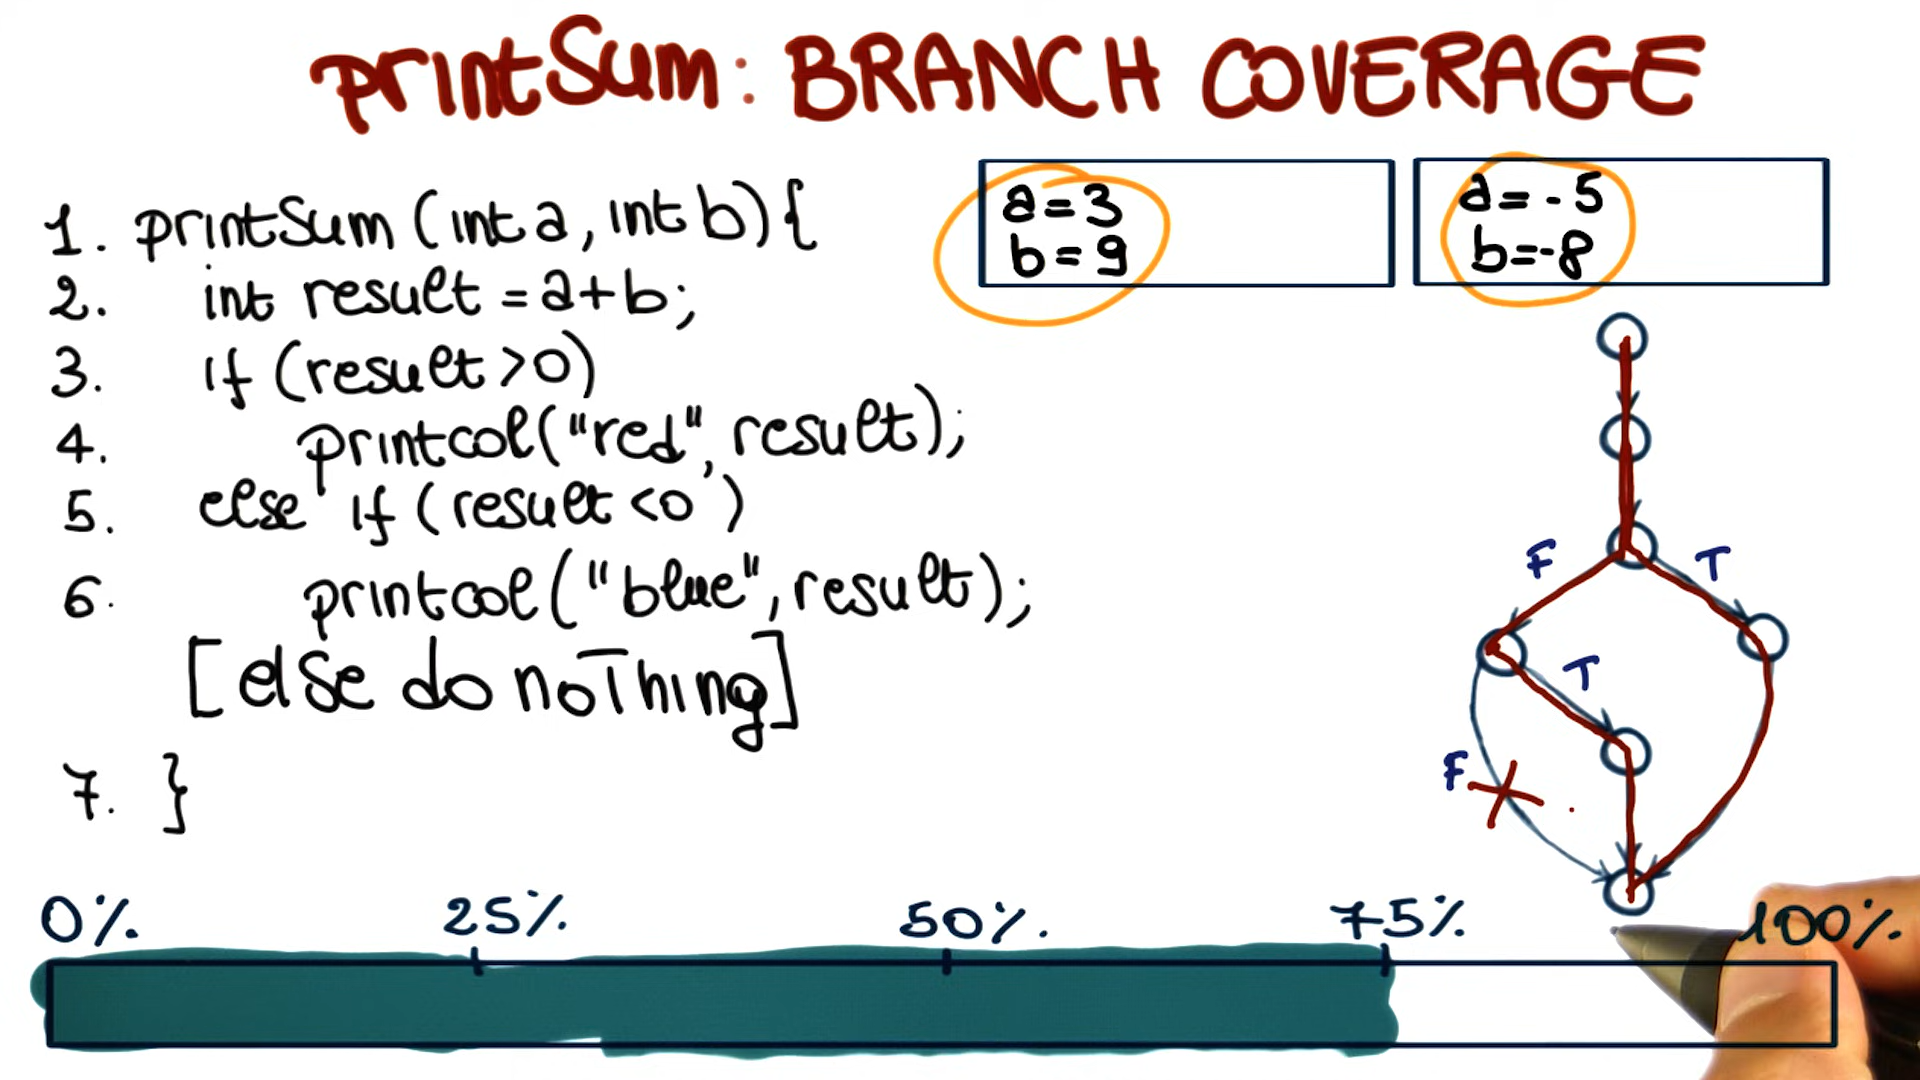 printSum: BRANCH COVERAGE
a=3
b=9
a=-5
b=-8
1. printSum (int a, int b) {
2. int result = a+b;
3. if (result >0)
4. printcol("red", result);
5. else if (result <0)
6. printcol("blue", result);
[else do nothing]
7. }
F
T
T
F
0%
25%
50%
75%
100%